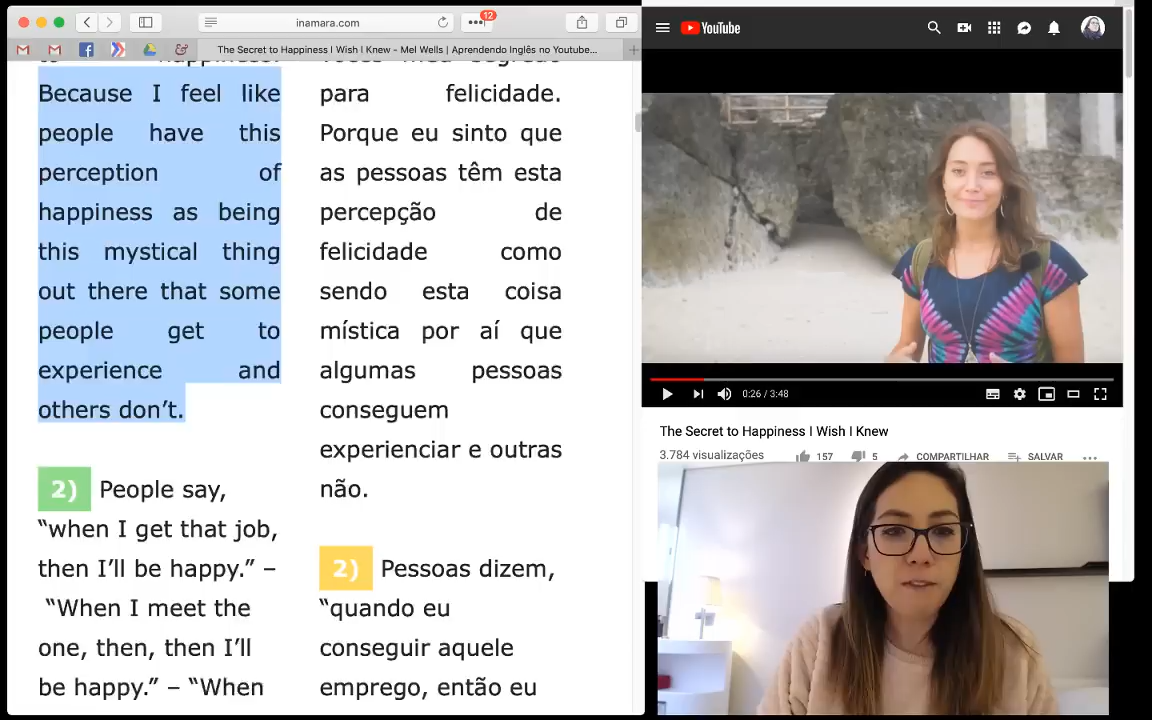 inamara.com
12
The Secret to Happiness I Wish I Knew - Mel Wells | Aprendendo Inglês no Youtube...
to happiness.
Because I feel like
people have this
perception of
happiness as being
this mystical thing
out there that some
people get to
experience and
others don't.
2) People say,
“when I get that job,
then I'll be happy.” –
“When I meet the
one, then, then I'll
be happy.” – “When
vocês meu segredo
para felicidade.
Porque eu sinto que
as pessoas têm esta
percepção de
felicidade como
sendo esta coisa
mística por aí que
algumas pessoas
conseguem
experienciar e outras
não.
2) Pessoas dizem,
“quando eu
conseguir aquele
emprego, então eu
YouTube
0:26 / 3:48
The Secret to Happiness I Wish I Knew
3.784 visualizações
157
5
COMPARTILHAR
SALVAR